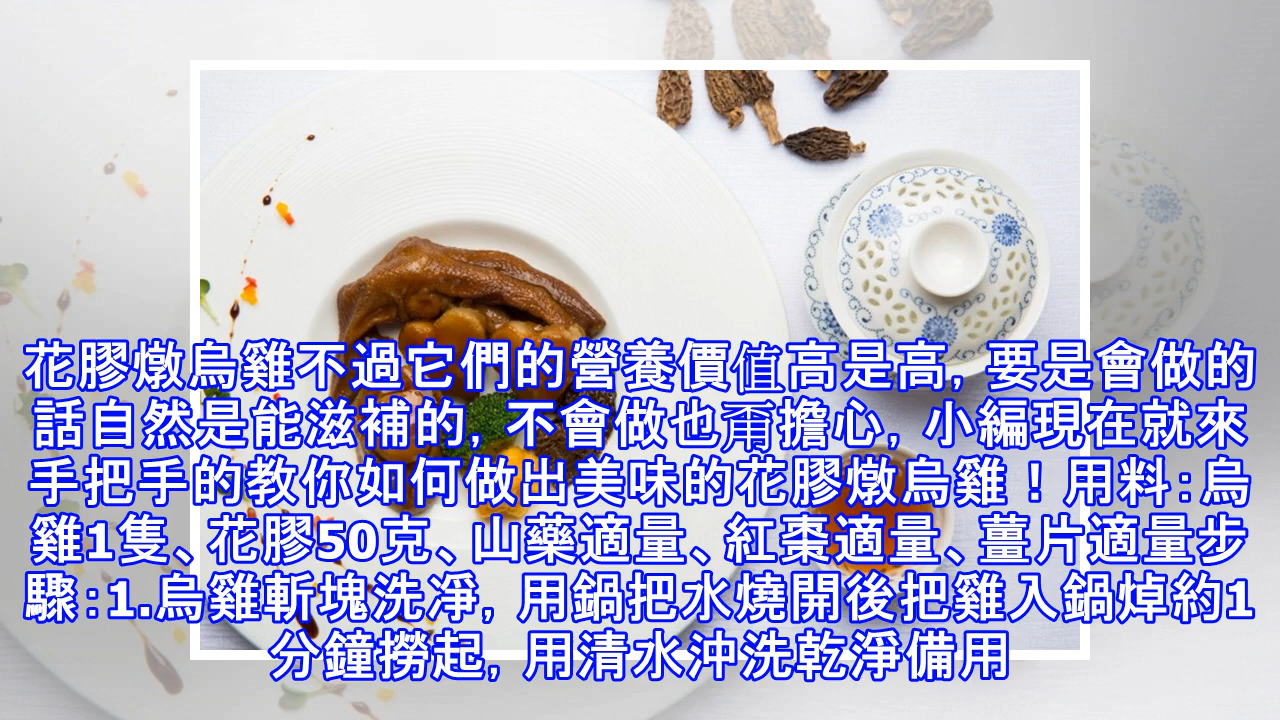 花膠燉烏雞不過它們的營養價值高是高, 要是會做的
話自然是能滋補的, 不會做也甭擔心, 小編現在就來
手把手的教你如何做出美味的花膠燉烏雞！用料:烏
雞1隻、花膠50克、山藥適量、紅棗適量、薑片適量步
驟:1.烏雞斬塊洗凈, 用鍋把水燒開後把雞入鍋焯約1
分鐘撈起, 用清水沖洗乾淨備用